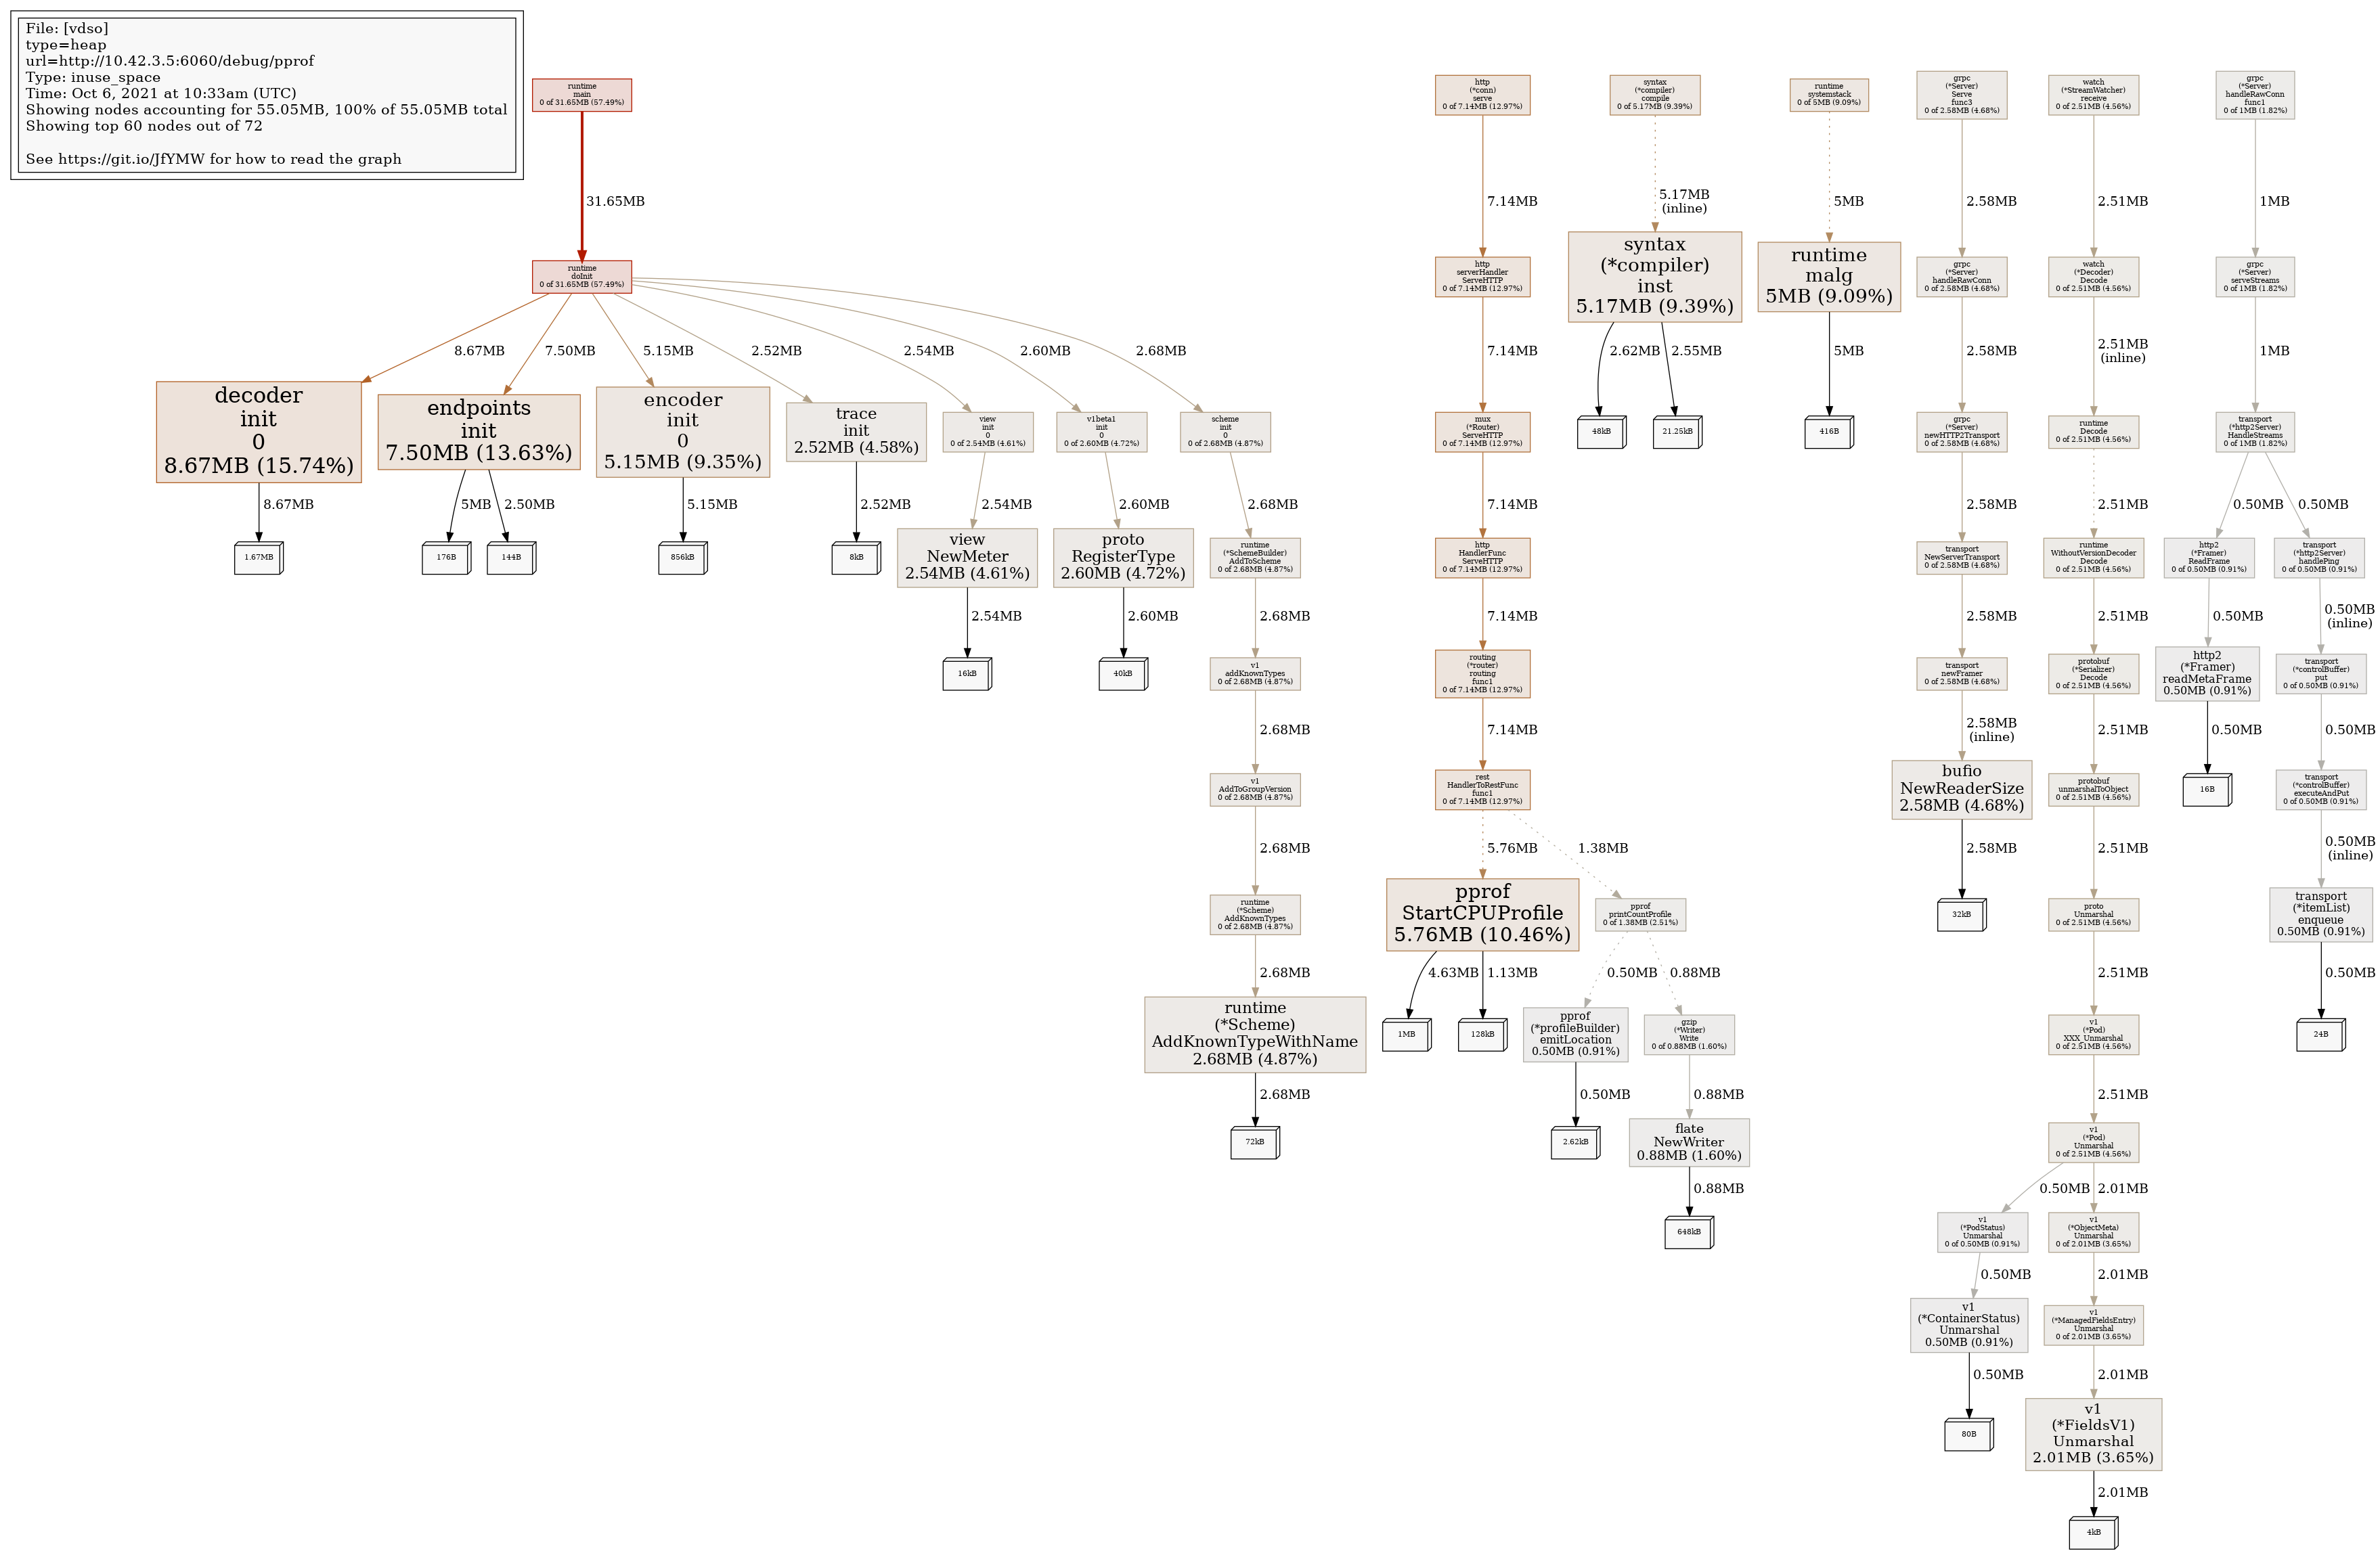 File: [vdso]
type=heap
url=http://10.42.3.5:6060/debug/pprof
Type: inuse_space
Time: Oct 6, 2021 at 10:33am (UTC)
Showing nodes accounting for 55.05MB, 100% of 55.05MB total
Showing top 60 nodes out of 72
See https://git.io/JfYMW for how to read the graph
runtime
main
0 of 31.65MB (57.49%)
31.65MB
runtime
doInit
0 of 31.65MB (57.49%)
8.67MB
7.50MB
5.15MB
2.52MB
2.54MB
2.60MB
2.68MB
decoder
init
0
8.67MB (15.74%)
8.67MB
1.67MB
endpoints
init
7.50MB (13.63%)
5MB
2.50MB
176B
144B
encoder
init
0
5.15MB (9.35%)
5.15MB
856kB
trace
init
2.52MB (4.58%)
2.52MB
8kB
view
init
0
0 of 2.54MB (4.61%)
2.54MB
view
NewMeter
2.54MB (4.61%)
2.54MB
16kB
v1beta1
init
0
0 of 2.60MB (4.72%)
2.60MB
proto
RegisterType
2.60MB (4.72%)
2.60MB
40kB
scheme
init
0
0 of 2.68MB (4.87%)
2.68MB
runtime
(*SchemeBuilder)
AddToScheme
0 of 2.68MB (4.87%)
2.68MB
v1
addKnownTypes
0 of 2.68MB (4.87%)
2.68MB
v1
AddToGroupVersion
0 of 2.68MB (4.87%)
2.68MB
runtime
(*Scheme)
AddKnownTypes
0 of 2.68MB (4.87%)
2.68MB
runtime
(*Scheme)
AddKnownTypeWithName
2.68MB (4.87%)
2.68MB
72kB
http
(*conn)
serve
0 of 7.14MB (12.97%)
7.14MB
http
serverHandler
ServeHTTP
0 of 7.14MB (12.97%)
7.14MB
mux
(*Router)
ServeHTTP
0 of 7.14MB (12.97%)
7.14MB
http
HandlerFunc
ServeHTTP
0 of 7.14MB (12.97%)
7.14MB
routing
(*router)
routing
func1
0 of 7.14MB (12.97%)
7.14MB
rest
HandlerToRestFunc
func1
0 of 7.14MB (12.97%)
5.76MB
1.38MB
pprof
StartCPUProfile
5.76MB (10.46%)
4.63MB
1.13MB
1MB
128kB
pprof
printCountProfile
0 of 1.38MB (2.51%)
0.50MB
0.88MB
pprof
(*profileBuilder)
emitLocation
0.50MB (0.91%)
0.50MB
2.62kB
gzip
(*Writer)
Write
0 of 0.88MB (1.60%)
0.88MB
flate
NewWriter
0.88MB (1.60%)
0.88MB
648kB
syntax
(*compiler)
compile
0 of 5.17MB (9.39%)
5.17MB
(inline)
syntax
(*compiler)
inst
5.17MB (9.39%)
2.62MB
2.55MB
48kB
21.25kB
runtime
systemstack
0 of 5MB (9.09%)
5MB
runtime
malg
5MB (9.09%)
5MB
416B
grpc
(*Server)
Serve
func3
0 of 2.58MB (4.68%)
2.58MB
grpc
(*Server)
handleRawConn
0 of 2.58MB (4.68%)
2.58MB
grpc
(*Server)
newHTTP2Transport
0 of 2.58MB (4.68%)
2.58MB
transport
NewServerTransport
0 of 2.58MB (4.68%)
2.58MB
transport
newFramer
0 of 2.58MB (4.68%)
2.58MB
(inline)
bufio
NewReaderSize
2.58MB (4.68%)
2.58MB
32kB
watch
(*StreamWatcher)
receive
0 of 2.51MB (4.56%)
2.51MB
watch
(*Decoder)
Decode
0 of 2.51MB (4.56%)
2.51MB
(inline)
runtime
Decode
0 of 2.51MB (4.56%)
2.51MB
runtime
WithoutVersionDecoder
Decode
0 of 2.51MB (4.56%)
2.51MB
protobuf
(*Serializer)
Decode
0 of 2.51MB (4.56%)
2.51MB
protobuf
unmarshalToObject
0 of 2.51MB (4.56%)
2.51MB
proto
Unmarshal
0 of 2.51MB (4.56%)
2.51MB
v1
(*Pod)
XXX_Unmarshal
0 of 2.51MB (4.56%)
2.51MB
v1
(*Pod)
Unmarshal
0 of 2.51MB (4.56%)
0.50MB
2.01MB
v1
(*PodStatus)
Unmarshal
0 of 0.50MB (0.91%)
0.50MB
v1
(*ContainerStatus)
Unmarshal
0.50MB (0.91%)
0.50MB
80B
v1
(*ObjectMeta)
Unmarshal
0 of 2.01MB (3.65%)
2.01MB
v1
(*ManagedFieldsEntry)
Unmarshal
0 of 2.01MB (3.65%)
2.01MB
v1
(*FieldsV1)
Unmarshal
2.01MB (3.65%)
2.01MB
4kB
grpc
(*Server)
handleRawConn
func1
0 of 1MB (1.82%)
1MB
grpc
(*Server)
serveStreams
0 of 1MB (1.82%)
1MB
transport
(*http2Server)
HandleStreams
0 of 1MB (1.82%)
0.50MB
0.50MB
http2
(*Framer)
ReadFrame
0 of 0.50MB (0.91%)
0.50MB
http2
(*Framer)
readMetaFrame
0.50MB (0.91%)
0.50MB
16B
transport
(*http2Server)
handlePing
0 of 0.50MB (0.91%)
0.50MB
(inline)
transport
(*controlBuffer)
put
0 of 0.50MB (0.91%)
0.50MB
transport
(*controlBuffer)
executeAndPut
0 of 0.50MB (0.91%)
0.50MB
(inline)
transport
(*itemList)
enqueue
0.50MB (0.91%)
0.50MB
24B